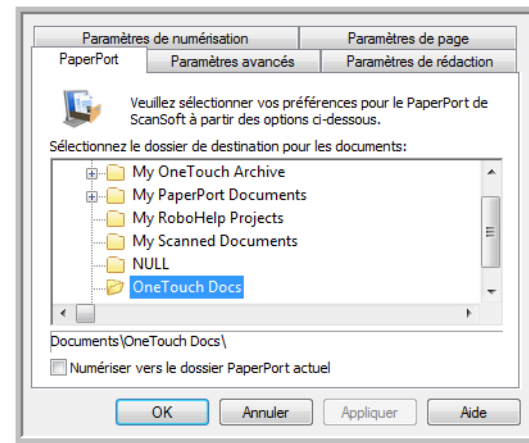 Paramètres de numérisation Paramètres de page
PaperPort Paramètres avancés Paramètres de rédaction
Veuillez sélectionner vos préférences pour le PaperPort de
ScanSoft à partir des options ci-dessous.
Sélectionnez le dossier de destination pour les documents:
My OneTouch Archive
My PaperPort Documents
My RoboHelp Projects
My Scanned Documents
NULL
OneTouch Docs
Documents\OneTouch Docs\
Numériser vers le dossier PaperPort actuel
OK Annuler Appliquer Aide